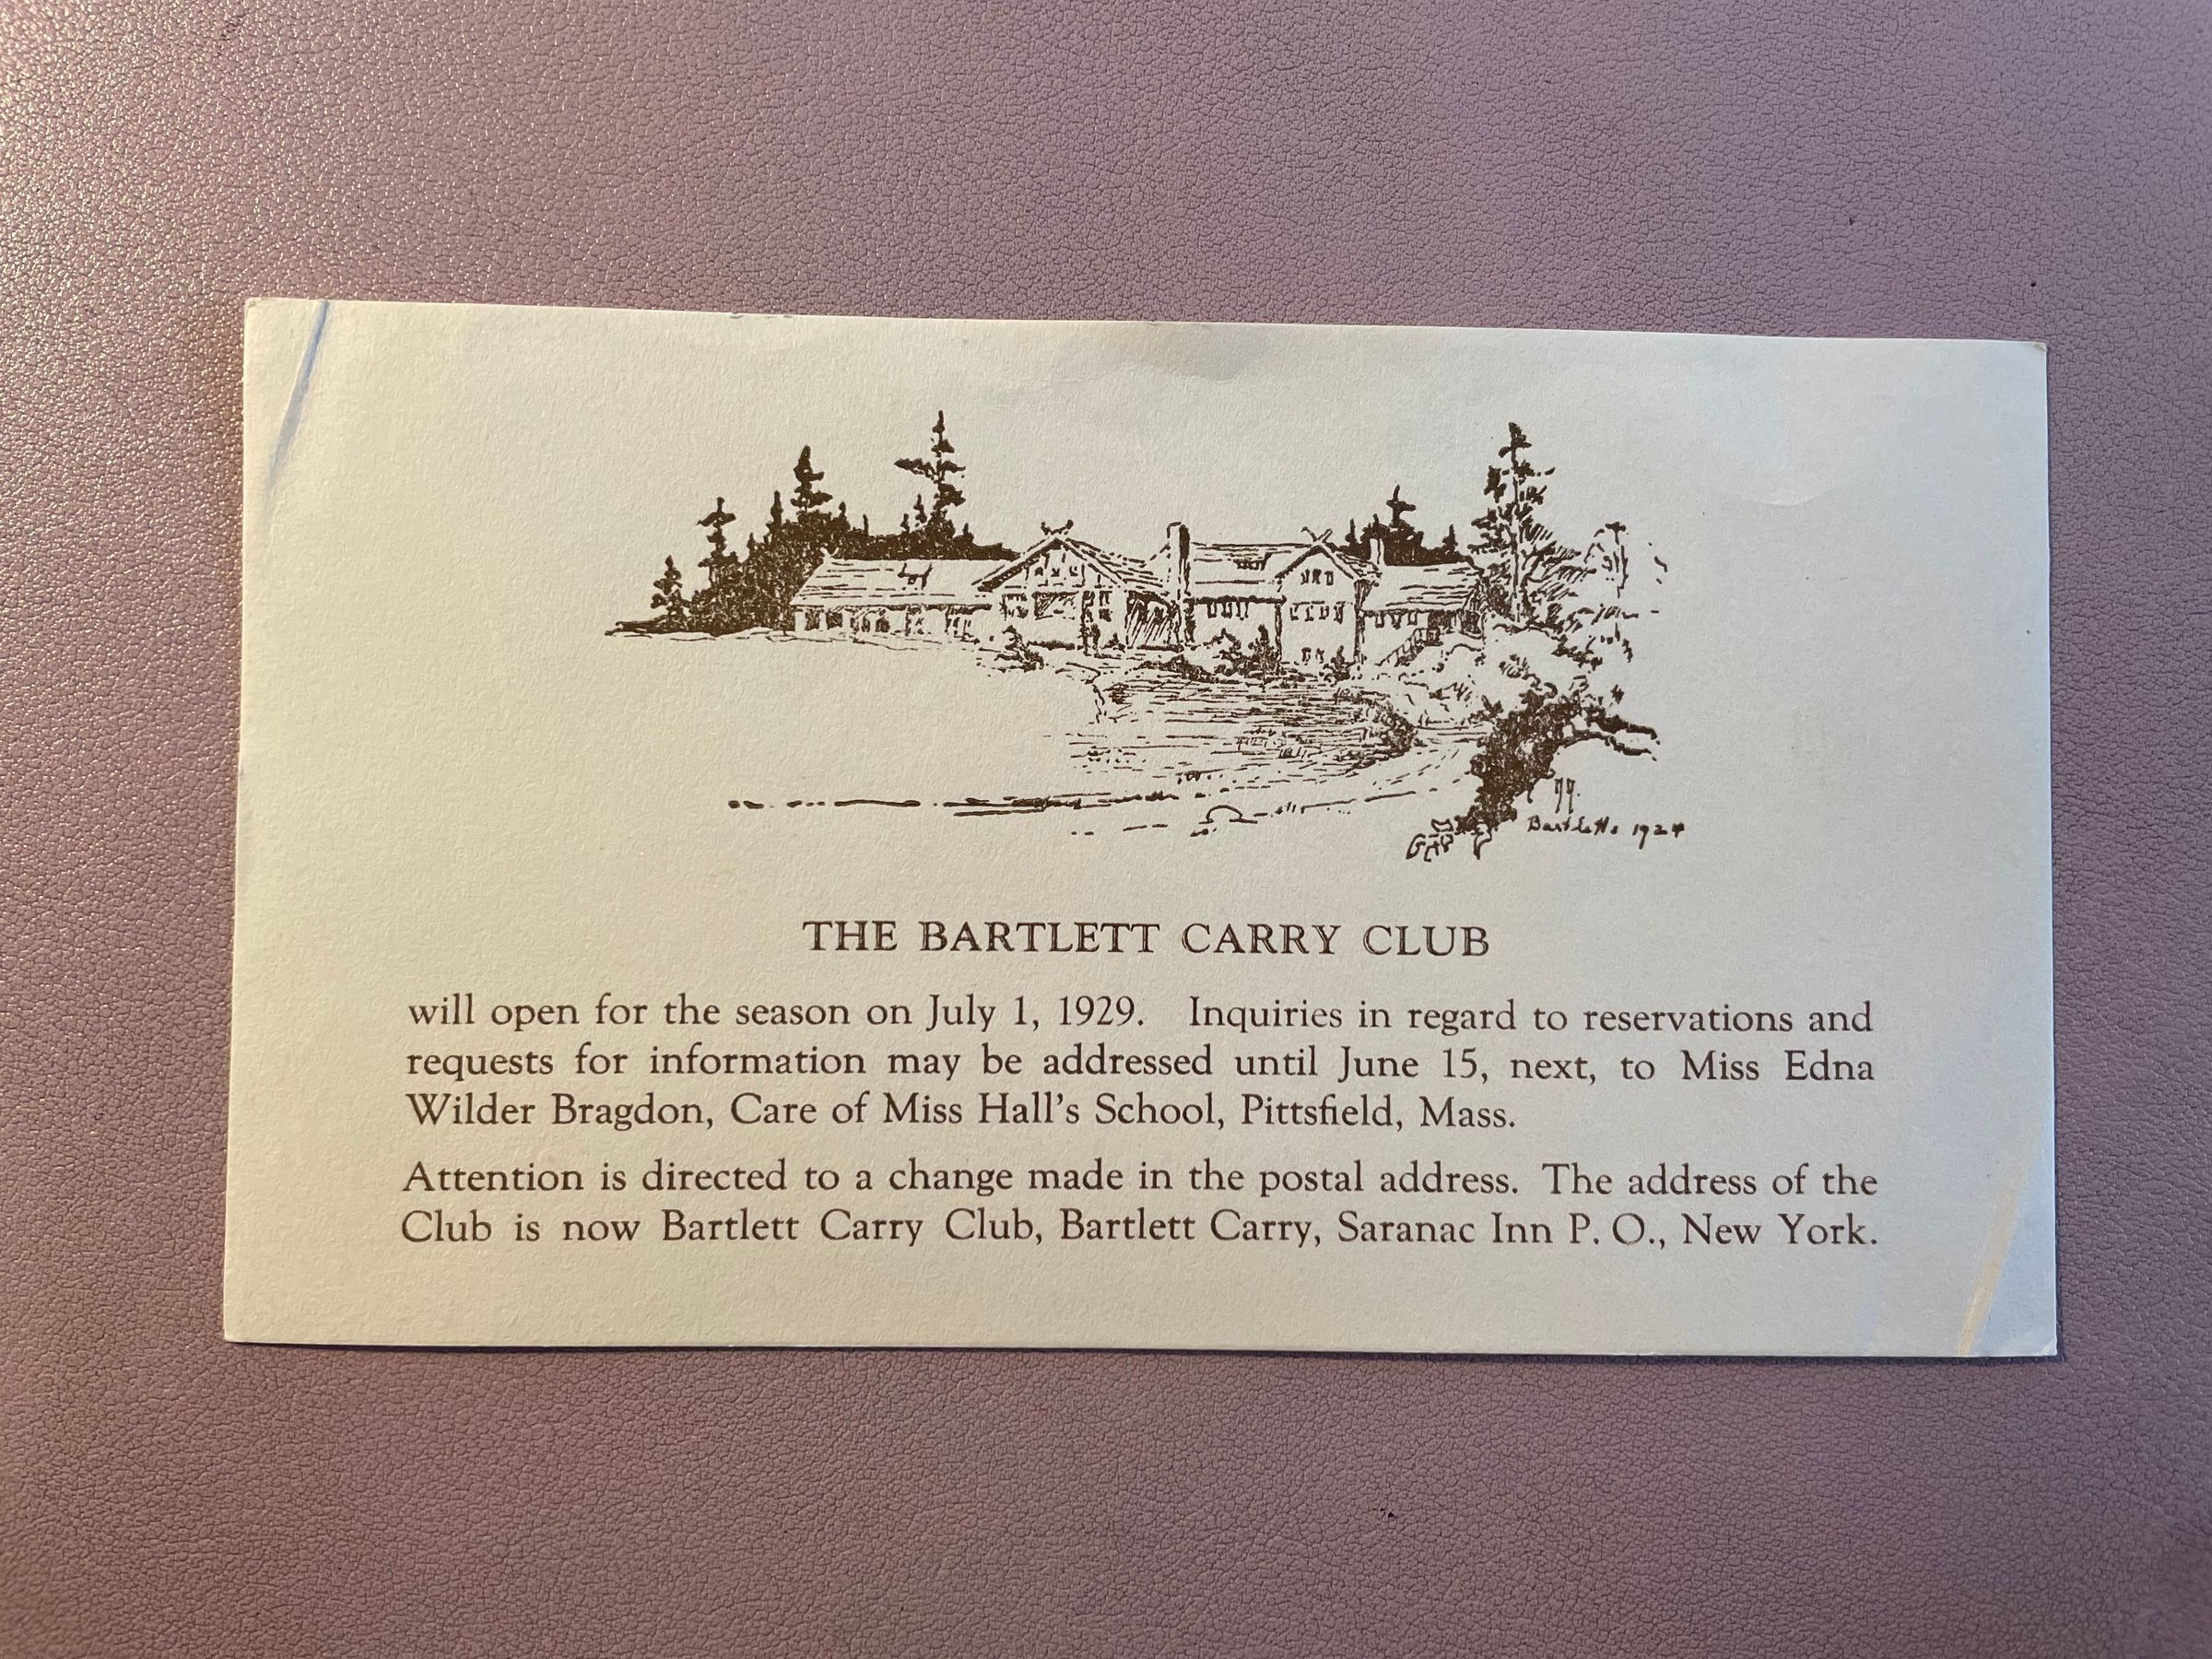 Bartletts 1924
THE BARTLETT CARRY CLUB
will open for the season on July 1, 1929. Inquiries in regard to reservations and
requests for information may be addressed until June 15, next, to Miss Edna
Wilder Bragdon, Care of Miss Hall's School, Pittsfield, Mass.
Attention is directed to a change made in the postal address. The address of the
Club is now Bartlett Carry Club, Bartlett Carry, Saranac Inn P. O., New York.